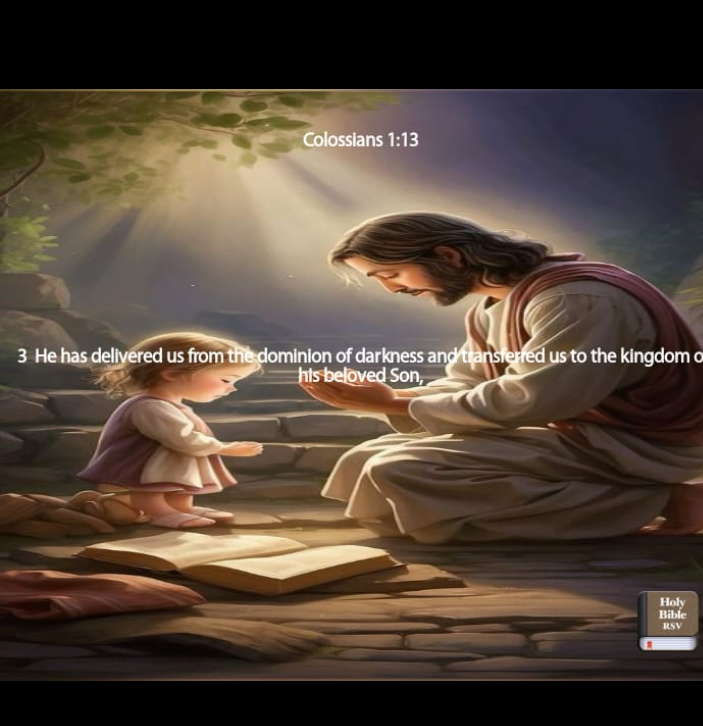 Colossians 1:13
3 He has delivered us from the dominion of darkness and transferred us to the kingdom o
his beloved Son,
Holy
Bible
RSV